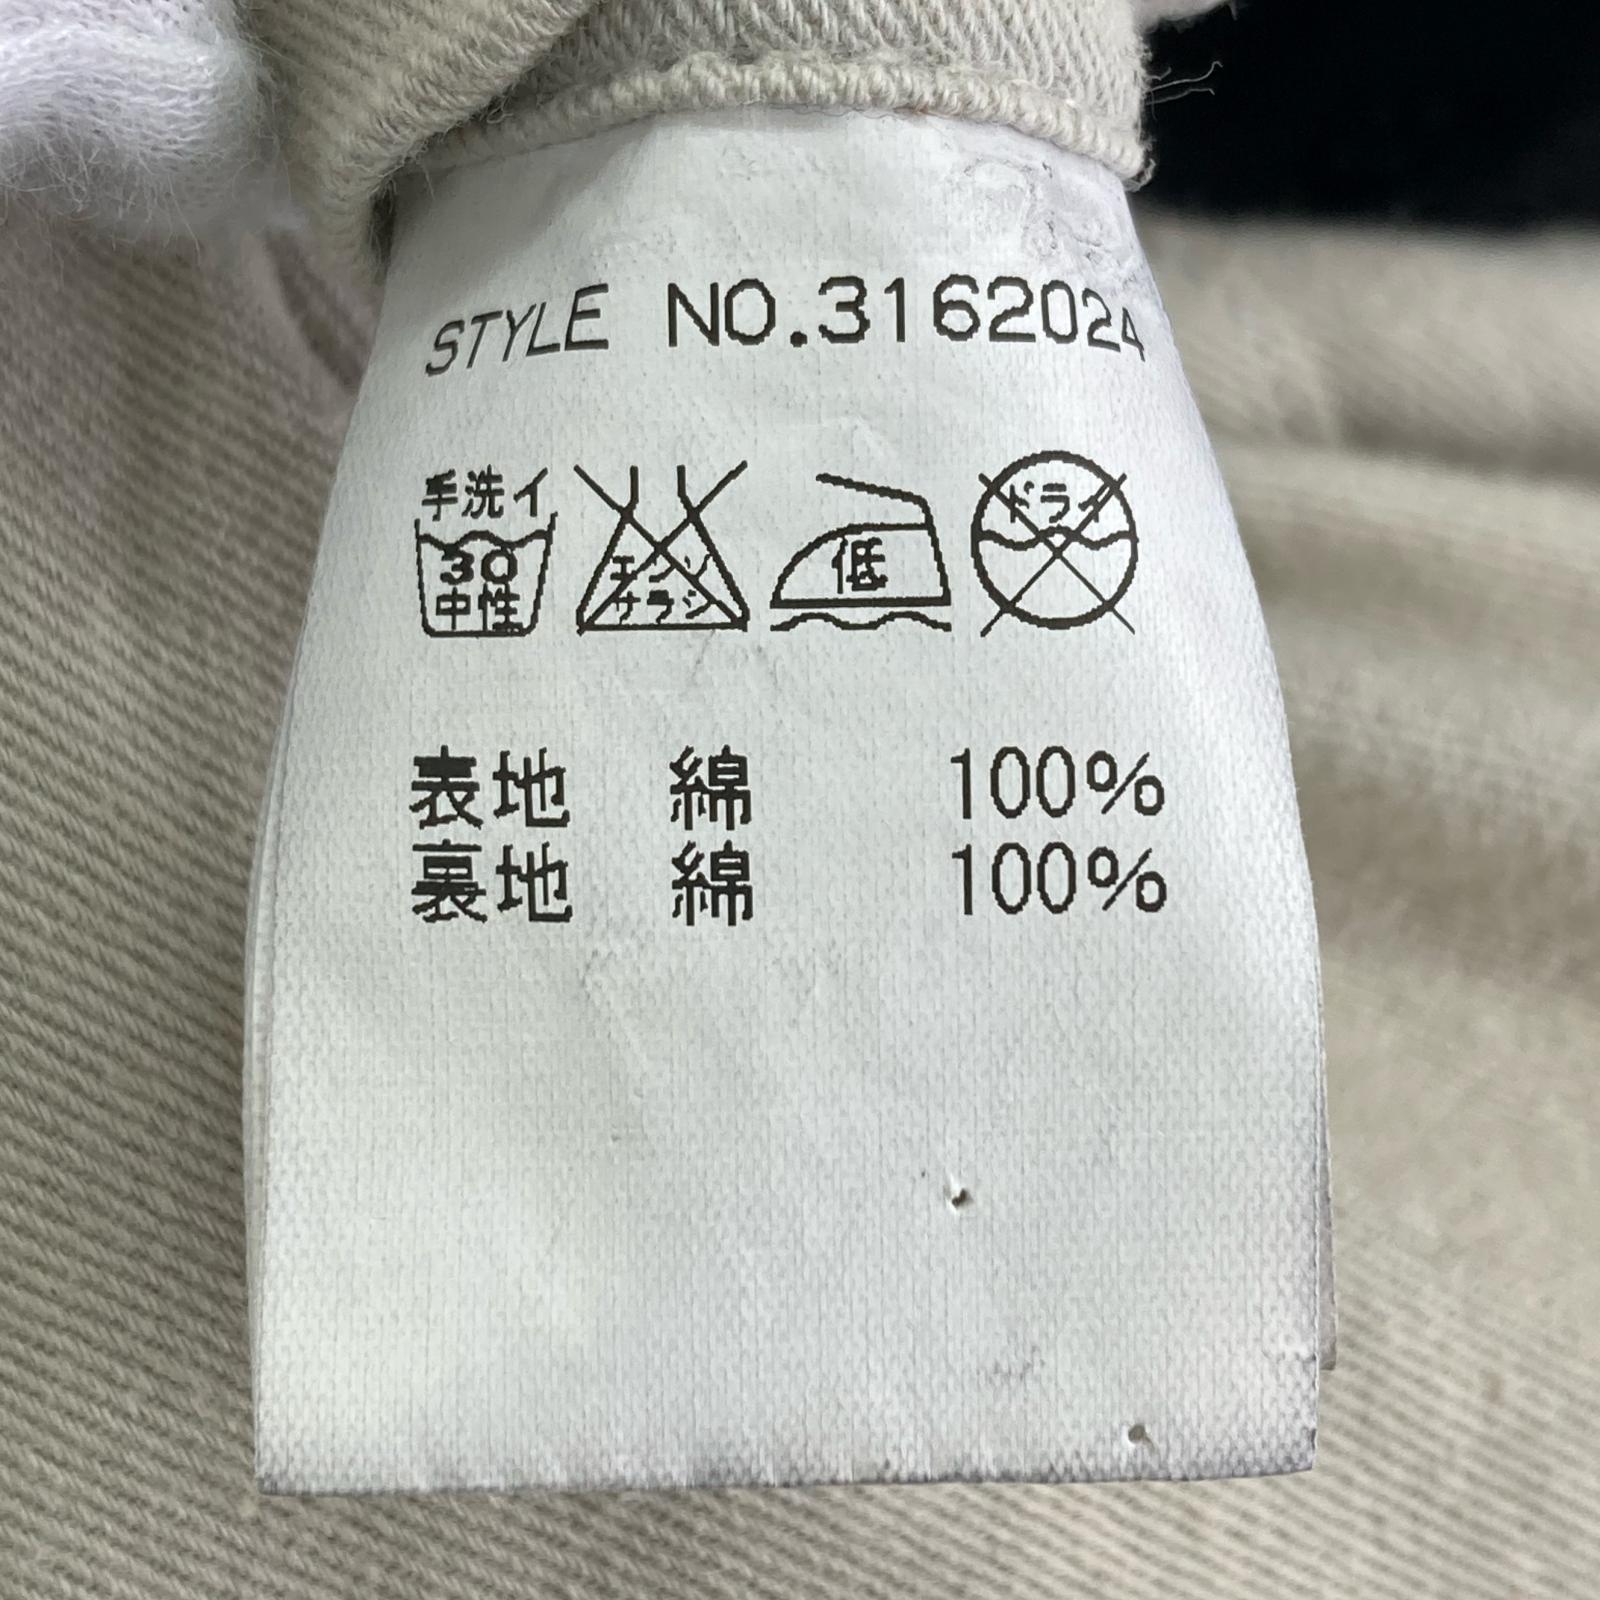 STYLE NO.3162024
手洗イ 30 中性
エンソ サラシ
低
ドライ
表地 綿 100%
裏地 綿 100%